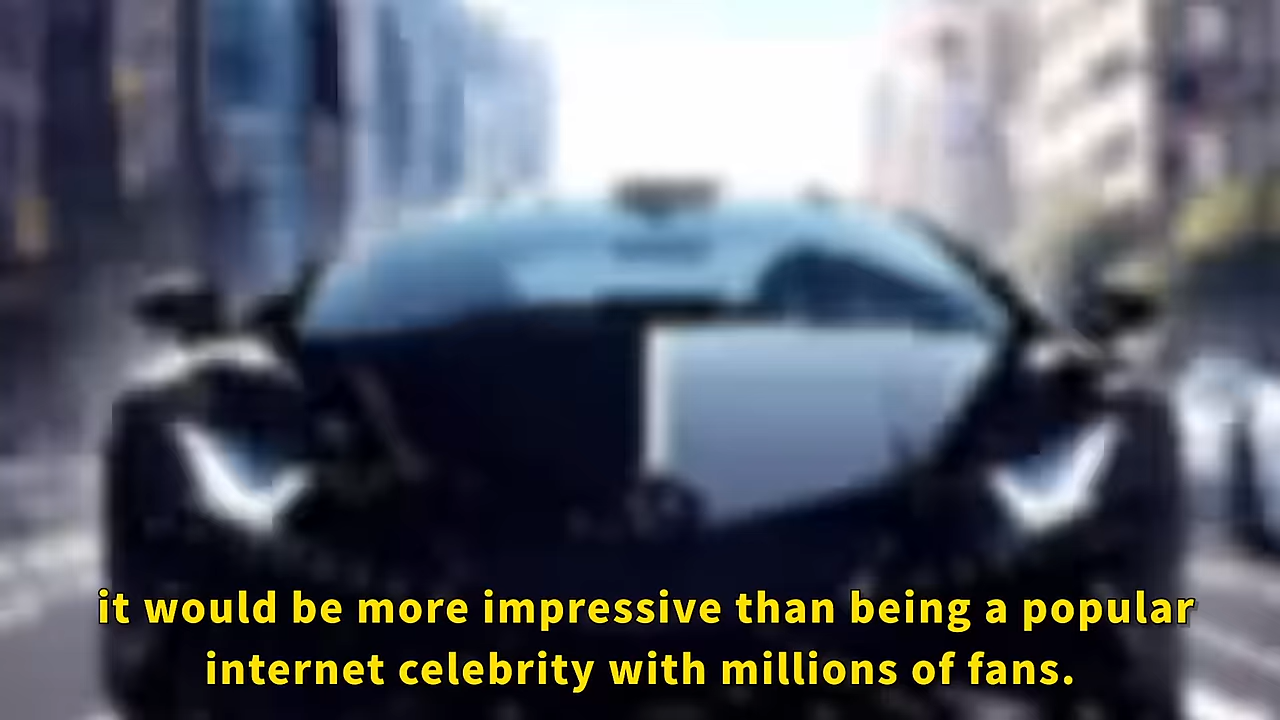 it would be more impressive than being a popular
internet celebrity with millions of fans.